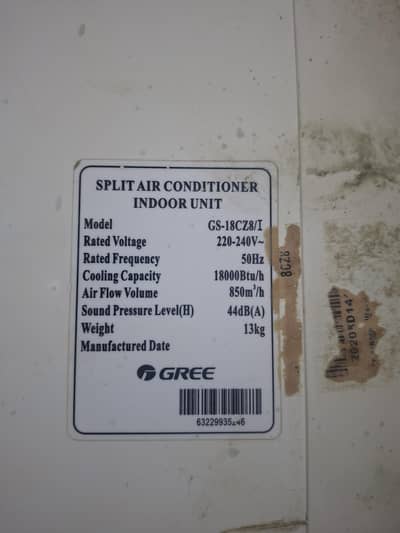 SPLIT AIR CONDITIONER
INDOOR UNIT
Model GS-18CZ8/I
Rated Voltage 220-240V~
Rated Frequency 50Hz
Cooling Capacity 18000Btu/h
Air Flow Volume 850m³/h
Sound Pressure Level(H) 44dB(A)
Weight 13kg
Manufactured Date
GREE
8CZ8